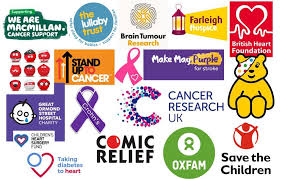 Supporting
WE ARE
MACMILLAN.
CANCER SUPPORT
the
lullaby
trust
Brain Tumour
Research
Farleigh
Hospice
British Heart
Foundation
STAND
UP TO
CANCER
Make May Purple
for stroke
GREAT
ORMOND
STREET
HOSPITAL
CHARITY
CANCER
RESEARCH
UK
CHILDREN'S
HEART SURGERY
FUND
Taking
diabetes
to heart
COMIC
RELIEF
OXFAM
Save the
Children